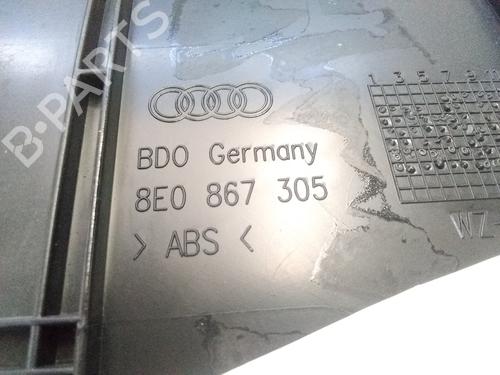 B-PARTS
1 3 5 7 9
BDO Germany
8E0 867 305
> ABS <
WZ